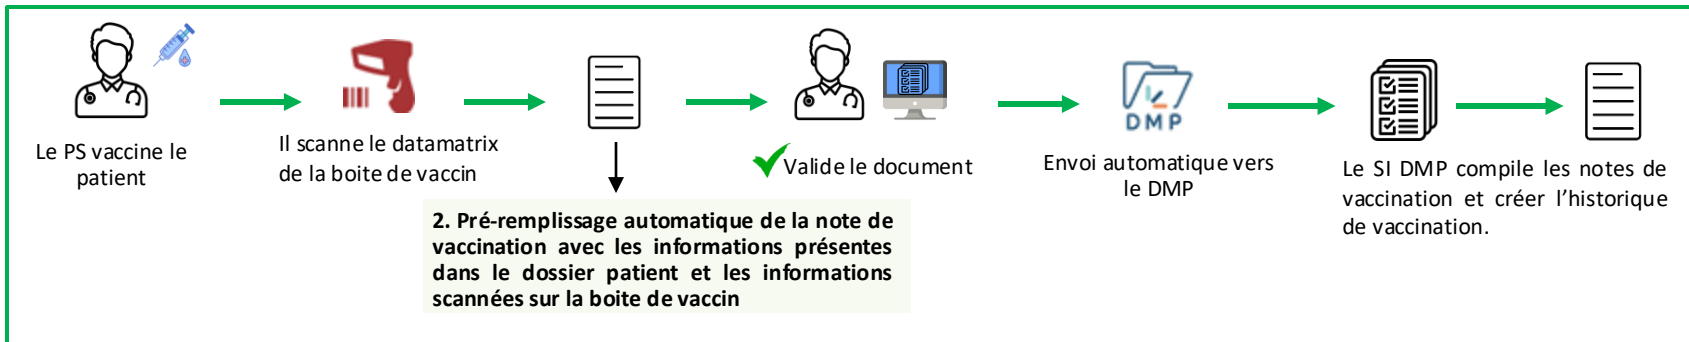 Le PS vaccine le
patient
Il scanne le datamatrix
de la boite de vaccin
2. Pré-remplissage automatique de la note de
vaccination avec les informations présentes
dans le dossier patient et les informations
scannées sur la boite de vaccin
Valide le document
DMP
Envoi automatique vers
le DMP
Le SI DMP compile les notes de
vaccination et créer l’historique
de vaccination.